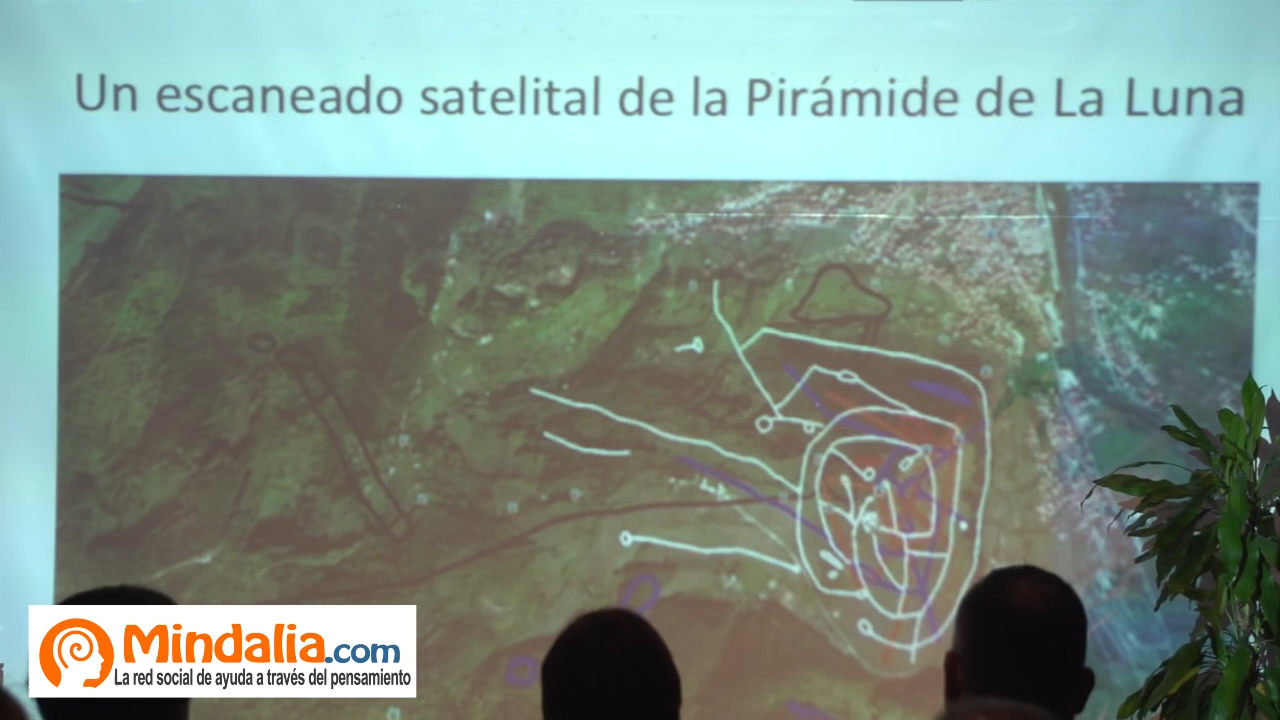 Un escaneado satelital de la Pirámide de La Luna
Mindalia.com
La red social de ayuda a través del pensamiento